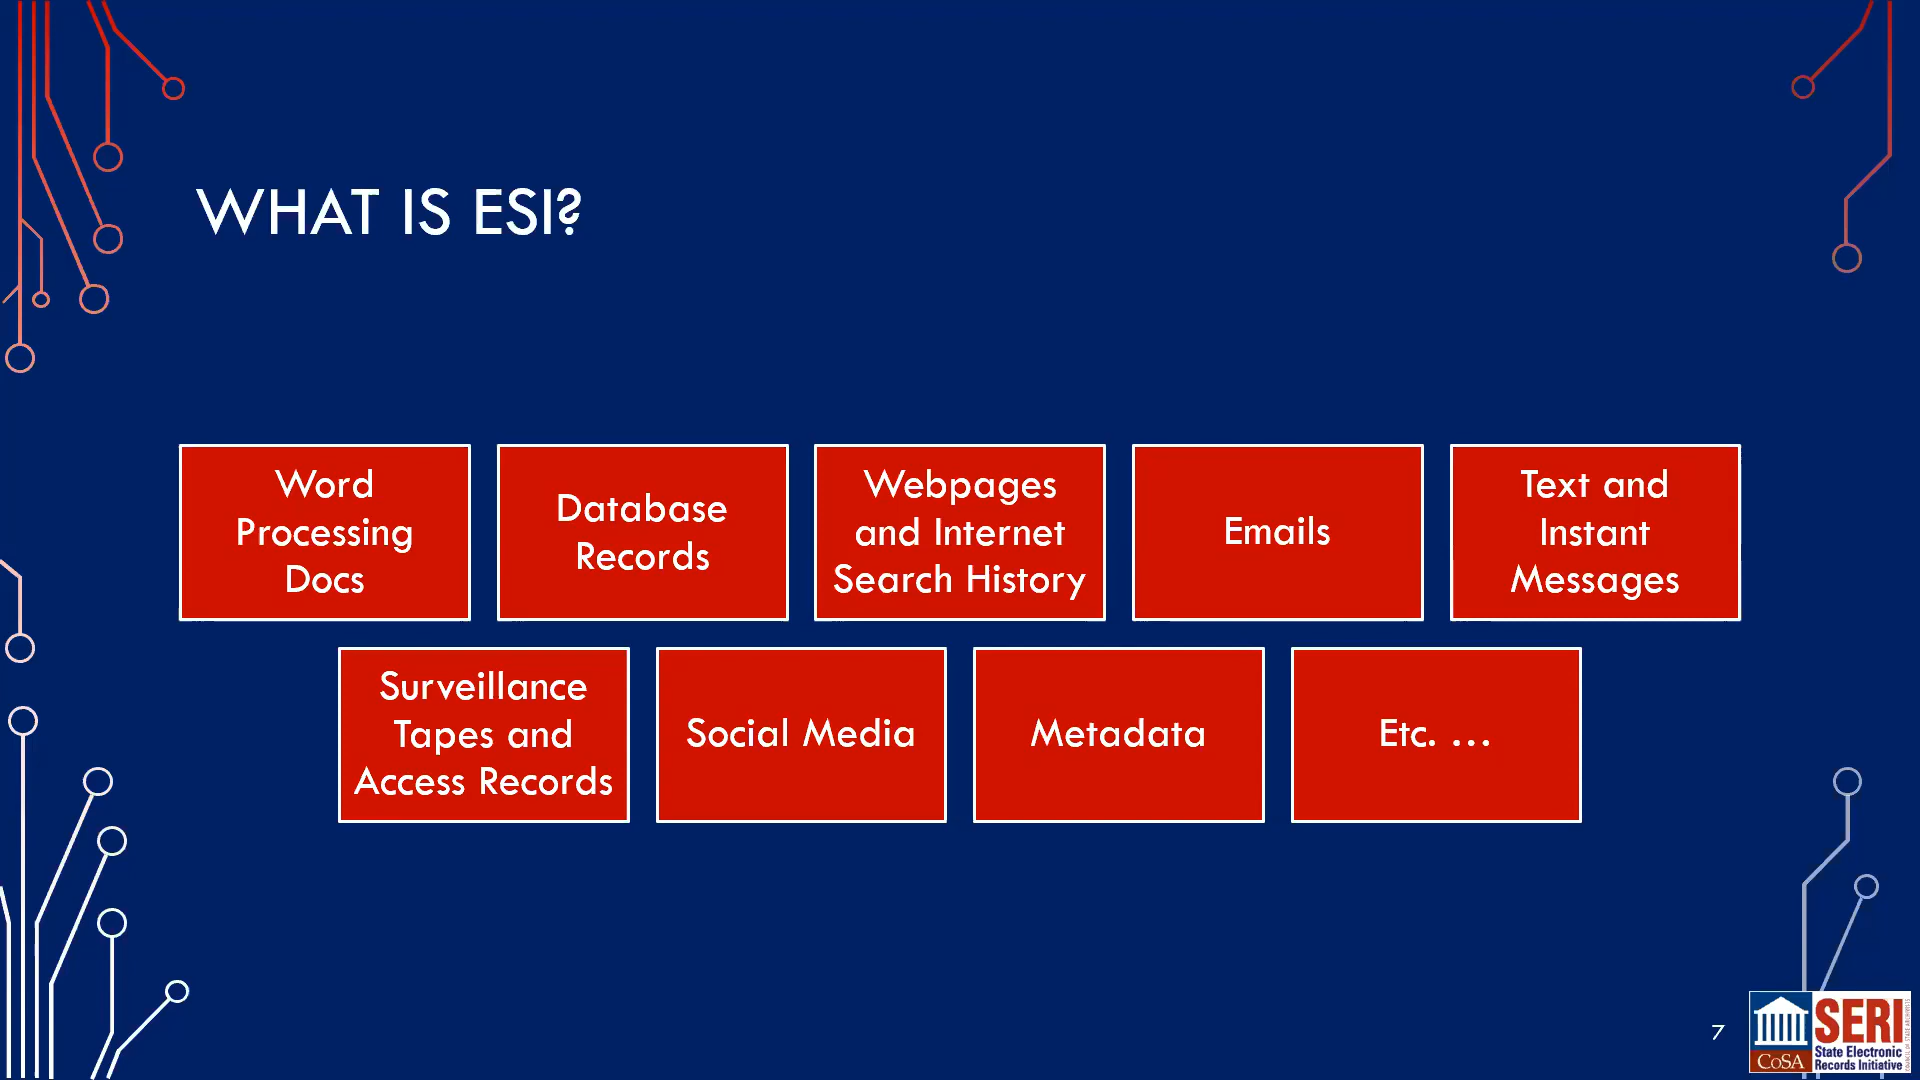 WHAT IS ESI?
Word
Processing
Docs
Database
Records
Webpages
and Internet
Search History
Emails
Text and
Instant
Messages
Surveillance
Tapes and
Access Records
Social Media
Metadata
Etc. ...
7
CoSA
SERI
State Electronic
Records Initiative